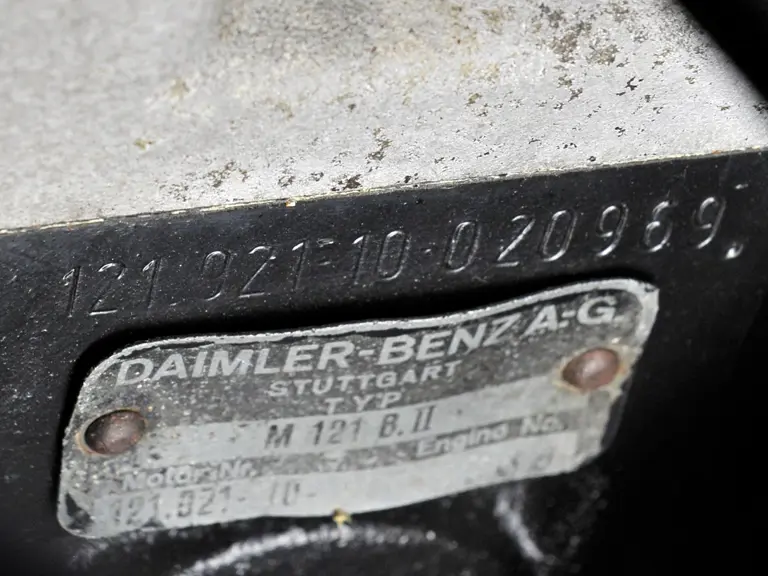 121.921-10-020969
DAIMLER-BENZ A.-G.
STUTTGART
TYP
M 121 B.II
Motor-Nr. Engine No.
121.921-10-